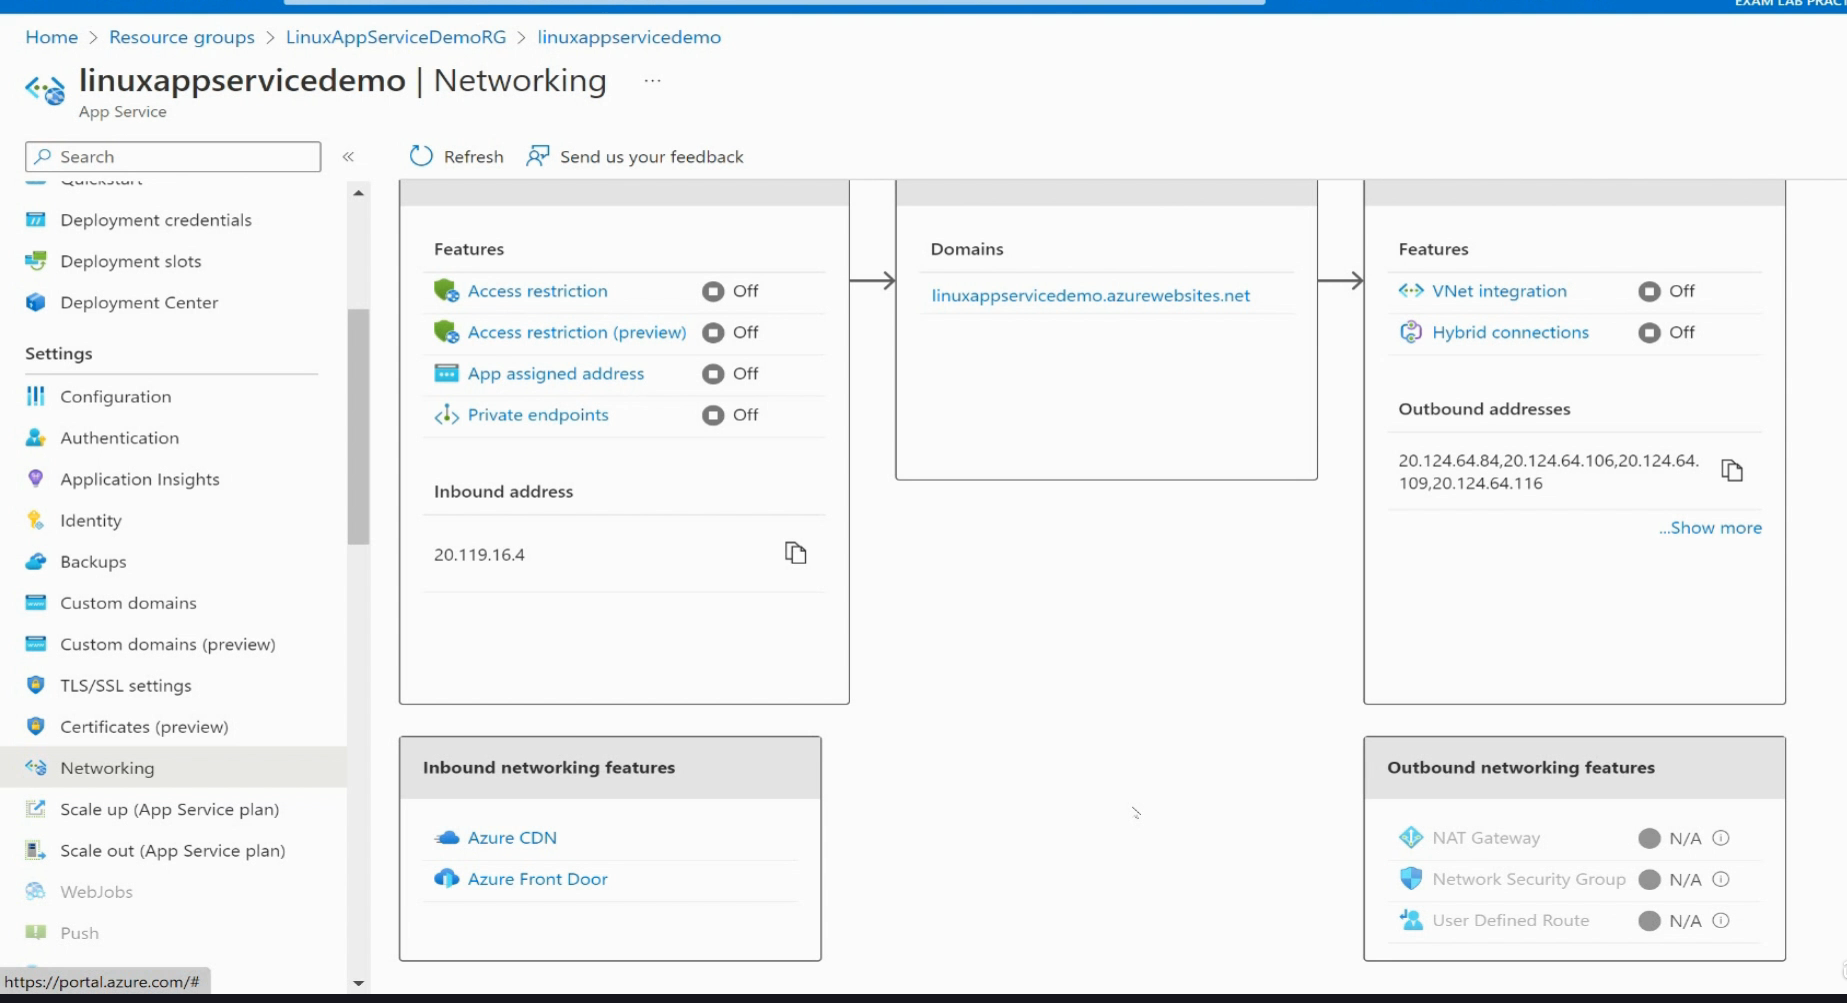 EXAM LAB PRACT
Home > Resource groups > LinuxAppServiceDemoRG > linuxappservicedemo
linuxappservicedemo | Networking ...
App Service
Search
«
Refresh
Send us your feedback
Quickstart
Deployment credentials
Deployment slots
Deployment Center
Settings
Configuration
Authentication
Application Insights
Identity
Backups
Custom domains
Custom domains (preview)
TLS/SSL settings
Certificates (preview)
Networking
Scale up (App Service plan)
Scale out (App Service plan)
WebJobs
Push
https://portal.azure.com/#
Features
Access restriction Off
Access restriction (preview) Off
App assigned address Off
Private endpoints Off
Inbound address
20.119.16.4
Domains
linuxappservicedemo.azurewebsites.net
Features
VNet integration Off
Hybrid connections Off
Outbound addresses
20.124.64.84,20.124.64.106,20.124.64.
109,20.124.64.116
...Show more
Inbound networking features
Azure CDN
Azure Front Door
Outbound networking features
NAT Gateway N/A
Network Security Group N/A
User Defined Route N/A